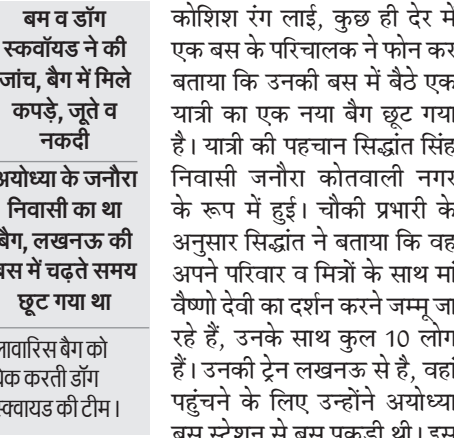 बम व डॉग
स्क्वॉयड ने की
जांच, बैग में मिले
कपड़े, जूते व
नकदी
अयोध्या के जनौरा
निवासी का था
बैग, लखनऊ की
बस में चढ़ते समय
छूट गया था
लावारिस बैग को
चेक करती डॉग
स्क्वायड की टीम।
कोशिश रंग लाई, कुछ ही देर में
एक बस के परिचालक ने फोन कर
बताया कि उनकी बस में बैठे एक
यात्री का एक नया बैग छूट गया
है। यात्री की पहचान सिद्धांत सिंह
निवासी जनौरा कोतवाली नगर
के रूप में हुई। चौकी प्रभारी के
अनुसार सिद्धांत ने बताया कि वह
अपने परिवार व मित्रों के साथ मां
वैष्णो देवी का दर्शन करने जम्मू जा
रहे हैं, उनके साथ कुल 10 लोग
हैं। उनकी ट्रेन लखनऊ से है, वहां
पहुंचने के लिए उन्होंने अयोध्या
बस स्टेशन से बस पकड़ी थी। इस